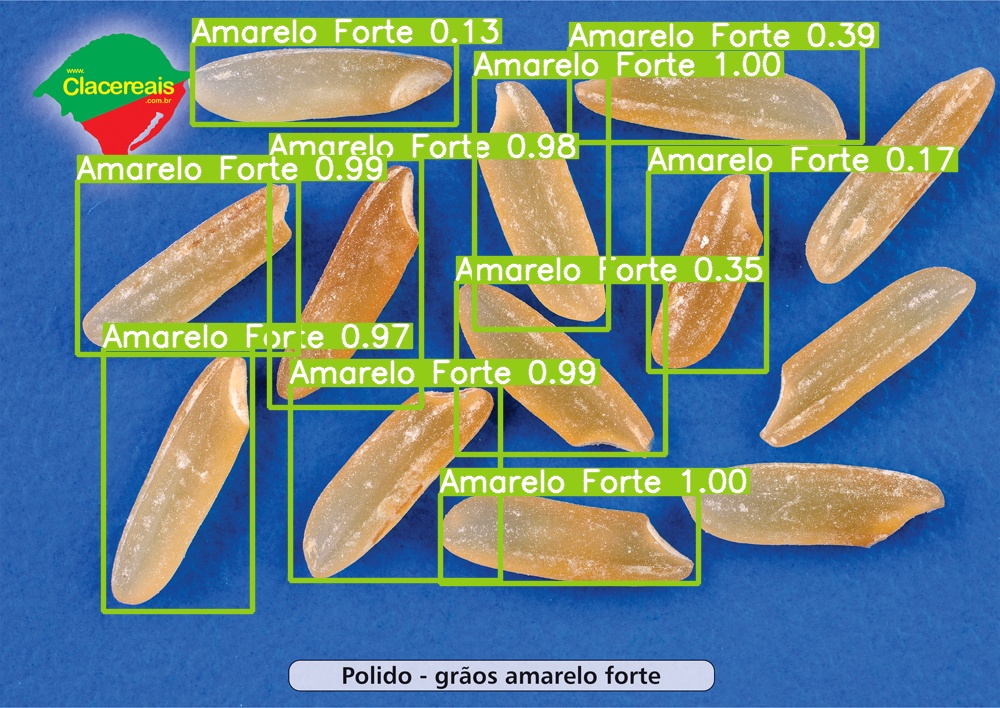 Amarelo Forte 0.13
Amarelo Forte 0.39
Amarelo Forte 1.00
www.
Clacereais
.com.br
Amarelo Forte 0.98
Amarelo Forte 0.99
Amarelo Forte 0.17
Amarelo Forte 0.35
Amarelo Forte 0.97
Amarelo Forte 0.99
Amarelo Forte 1.00
Polido - grãos amarelo forte